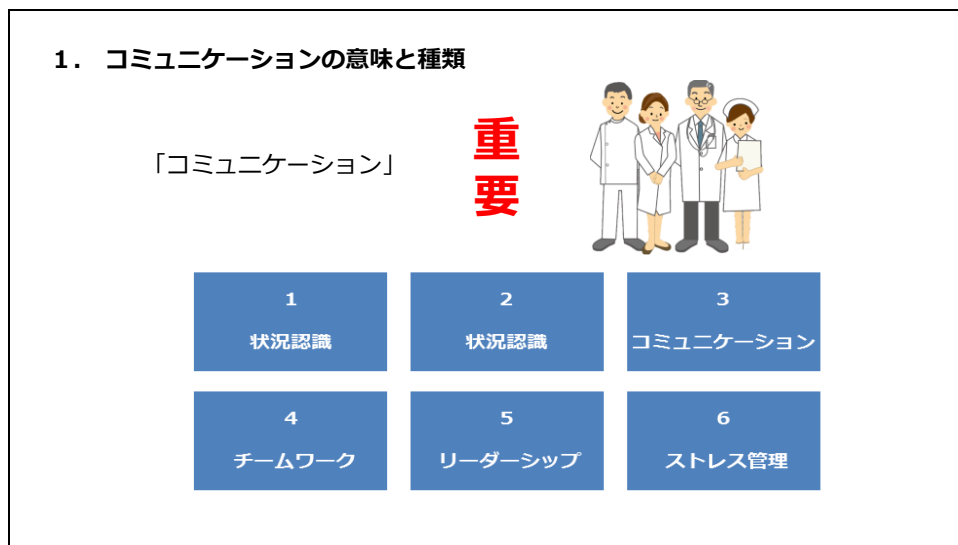 １． コミュニケーションの意味と種類
「コミュニケーション」
重
要
1
状況認識
2
状況認識
3
コミュニケーション
4
チームワーク
5
リーダーシップ
6
ストレス管理